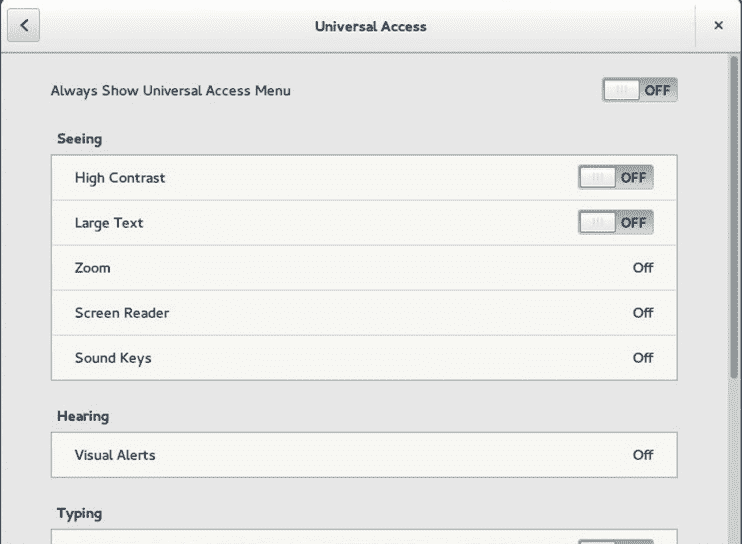 Universal Access
Always Show Universal Access Menu OFF
Seeing
High Contrast OFF
Large Text OFF
Zoom Off
Screen Reader Off
Sound Keys Off
Hearing
Visual Alerts Off
Typing